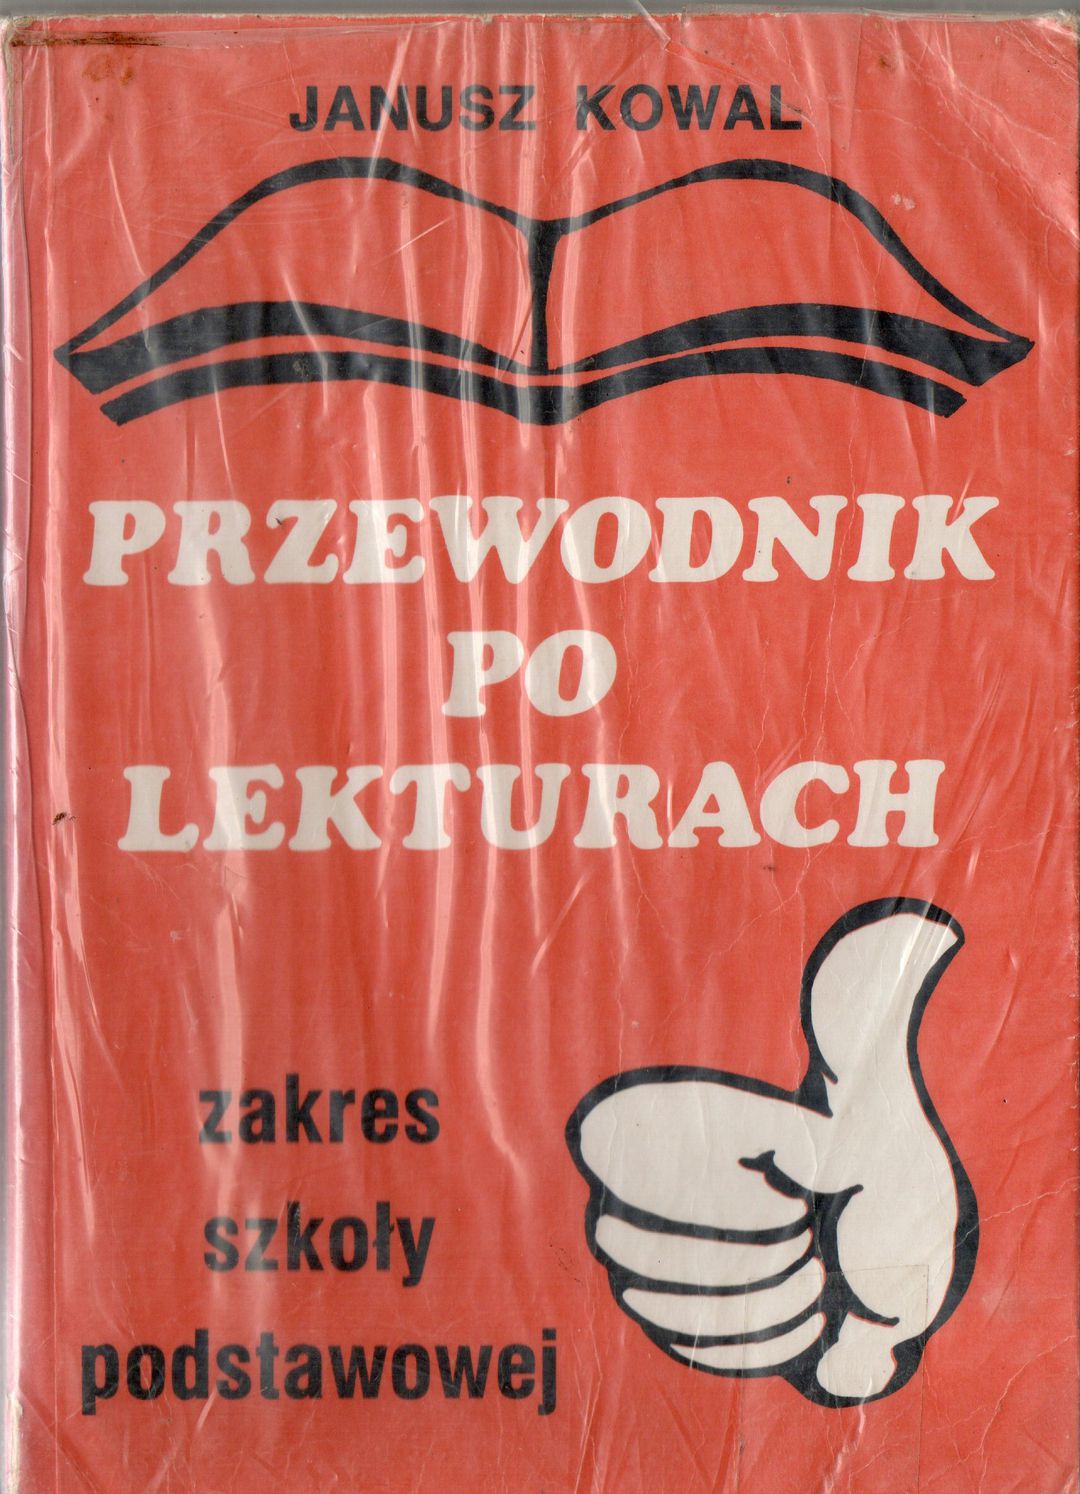 JANUSZ KOWAL
PRZEWODNIK
PO
LEKTURACH
zakres
szkoły
podstawowej